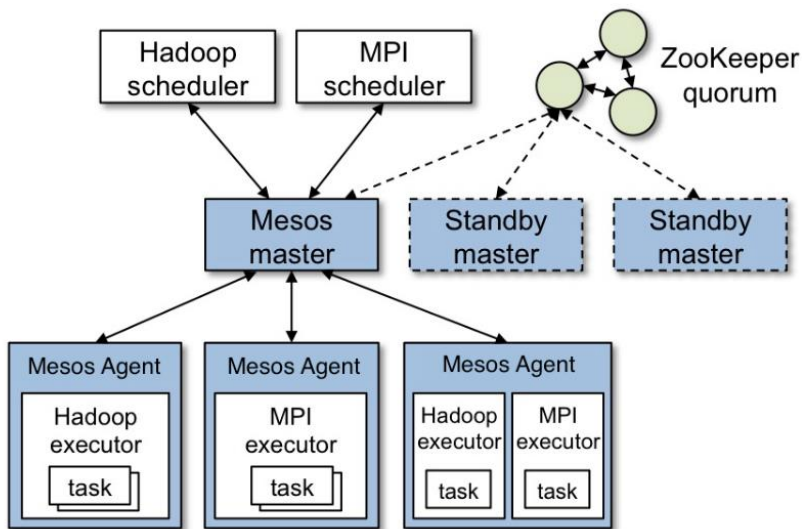 Hadoop
scheduler
MPI
scheduler
ZooKeeper
quorum
Mesos
master
Standby
master
Standby
master
Mesos Agent
Hadoop
executor
task
Mesos Agent
MPI
executor
task
Mesos Agent
Hadoop
executor
task
MPI
executor
task